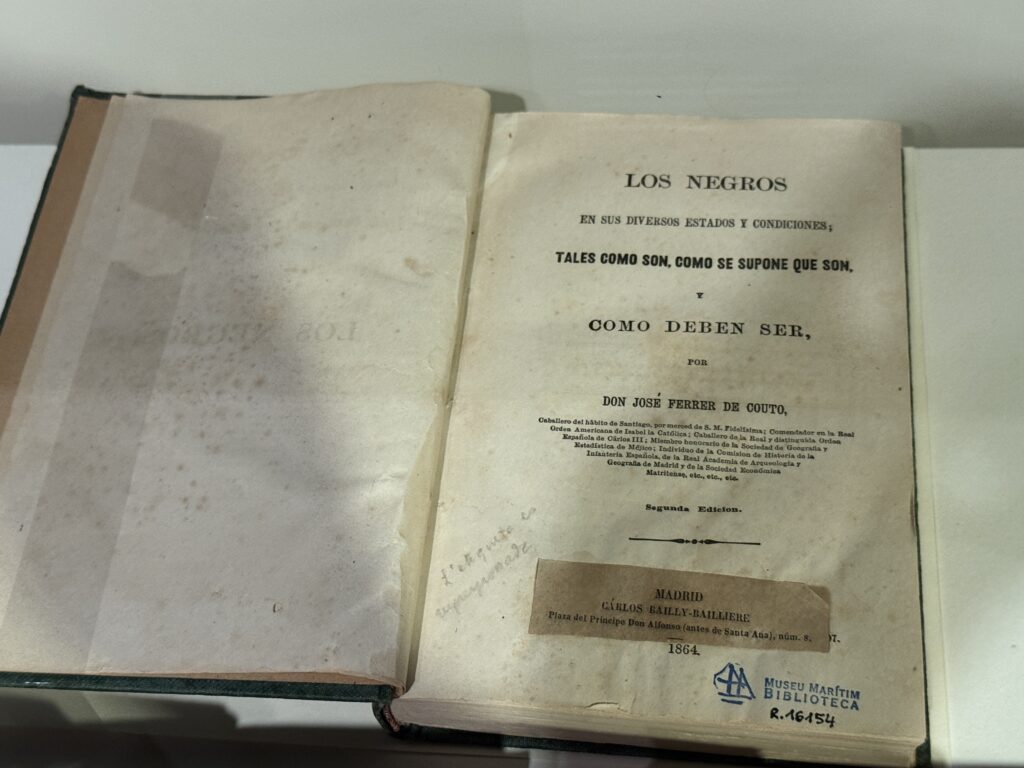 LOS NEGROS
EN SUS DIVERSOS ESTADOS Y CONDICIONES;
TALES COMO SON, COMO SE SUPONE QUE SON,
Y
COMO DEBEN SER,
POR
DON JOSÉ FERRER DE COUTO,
Caballero del hábito de Santiago, por merced de S. M. Fidelísima; Comendador en la Real
Orden Americana de Isabel la Católica; Caballero de la Real y distinguida Orden
Española de Cárlos III; Miembro honorario de la Sociedad de Geografía y
Estadística de Méjico; Individuo de la Comision de Historia de la
Infantería Española, de la Real Academia de Arqueología y
Geografía de Madrid y de la Sociedad Económica
Matritense, etc., etc., etc.
Segunda Edicion.
L'etiqueta es
MADRID
CÁRLOS BAILLY-BAILLIERE
Plaza del Príncipe Don Alfonso (antes de Santa Ana), núm. 8.
1864.
MUSEU MARÍTIM
BIBLIOTECA
R.16154
LOS NEGROS